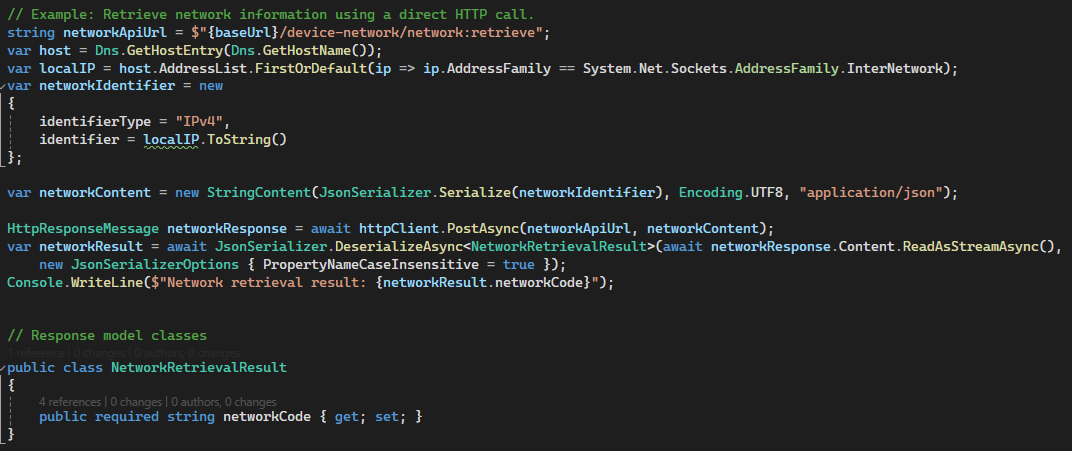 // Example: Retrieve network information using a direct HTTP call.
string networkApiUrl = $"{baseUrl}/device-network/network:retrieve";
var host = Dns.GetHostEntry(Dns.GetHostName());
var localIP = host.AddressList.FirstOrDefault(ip => ip.AddressFamily == System.Net.Sockets.AddressFamily.InterNetwork);
var networkIdentifier = new
{
    identifierType = "IPv4",
    identifier = localIP.ToString()
};

var networkContent = new StringContent(JsonSerializer.Serialize(networkIdentifier), Encoding.UTF8, "application/json");

HttpResponseMessage networkResponse = await httpClient.PostAsync(networkApiUrl, networkContent);
var networkResult = await JsonSerializer.DeserializeAsync<NetworkRetrievalResult>(await networkResponse.Content.ReadAsStreamAsync(),
    new JsonSerializerOptions { PropertyNameCaseInsensitive = true });
Console.WriteLine($"Network retrieval result: {networkResult.networkCode}");

// Response model classes
1 reference | 0 changes | 0 authors, 0 changes
public class NetworkRetrievalResult
{
    4 references | 0 changes | 0 authors, 0 changes
    public required string networkCode { get; set; }
}